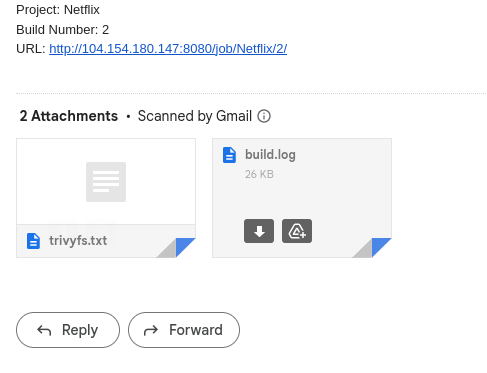 Project: Netflix
Build Number: 2
URL: http://104.154.180.147:8080/job/Netflix/2/
2 Attachments • Scanned by Gmail
trivyfs.txt
build.log
26 KB
Reply
Forward